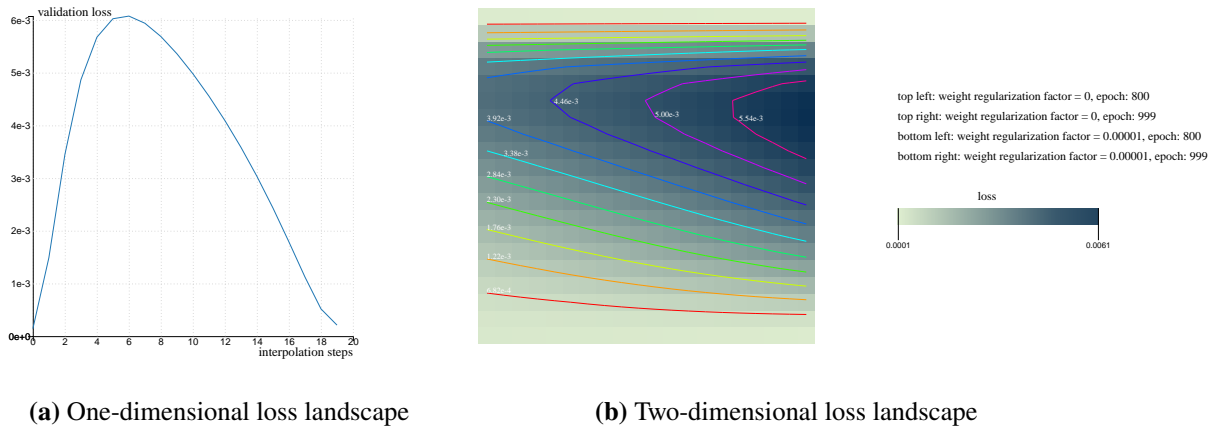 validation loss
6e-3
5e-3
4e-3
3e-3
2e-3
1e-3
0e+0
0 2 4 6 8 10 12 14 16 18 20
interpolation steps
4.46e-3
5.00e-3
5.54e-3
3.92e-3
3.38e-3
2.84e-3
2.30e-3
1.76e-3
1.22e-3
6.82e-3
top left: weight regularization factor = 0, epoch: 800
top right: weight regularization factor = 0, epoch: 999
bottom left: weight regularization factor = 0.00001, epoch: 800
bottom right: weight regularization factor = 0.00001, epoch: 999
loss
0.0001 0.0061
(a) One-dimensional loss landscape
(b) Two-dimensional loss landscape